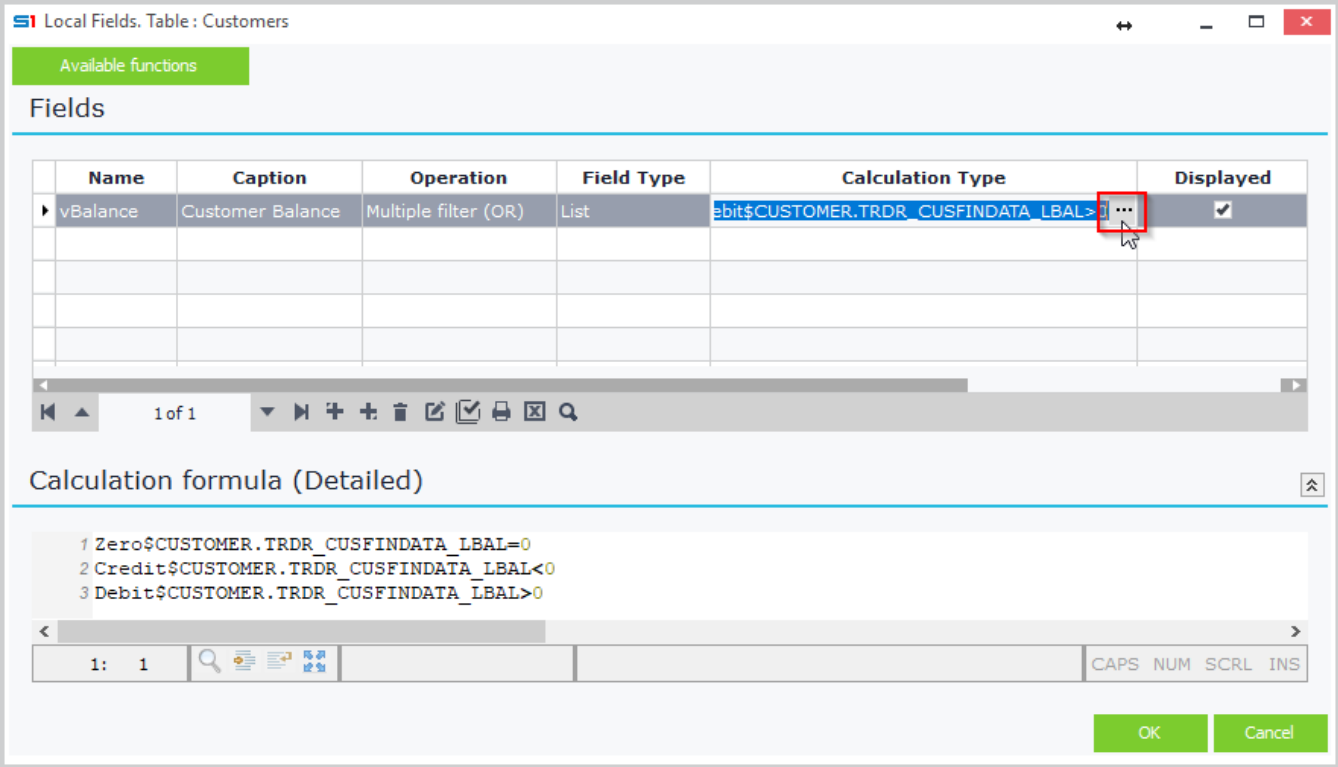 S1 Local Fields. Table : Customers
Available functions
Fields
Name Caption Operation Field Type Calculation Type Displayed
vBalance Customer Balance Multiple filter (OR) List ebit$CUSTOMER.TRDR_CUSFINDATA_LBAL>0 ...
1 of 1
Calculation formula (Detailed)
1 Zero$CUSTOMER.TRDR_CUSFINDATA_LBAL=0
2 Credit$CUSTOMER.TRDR_CUSFINDATA_LBAL<0
3 Debit$CUSTOMER.TRDR_CUSFINDATA_LBAL>0
1: 1 CAPS NUM SCRL INS
OK Cancel